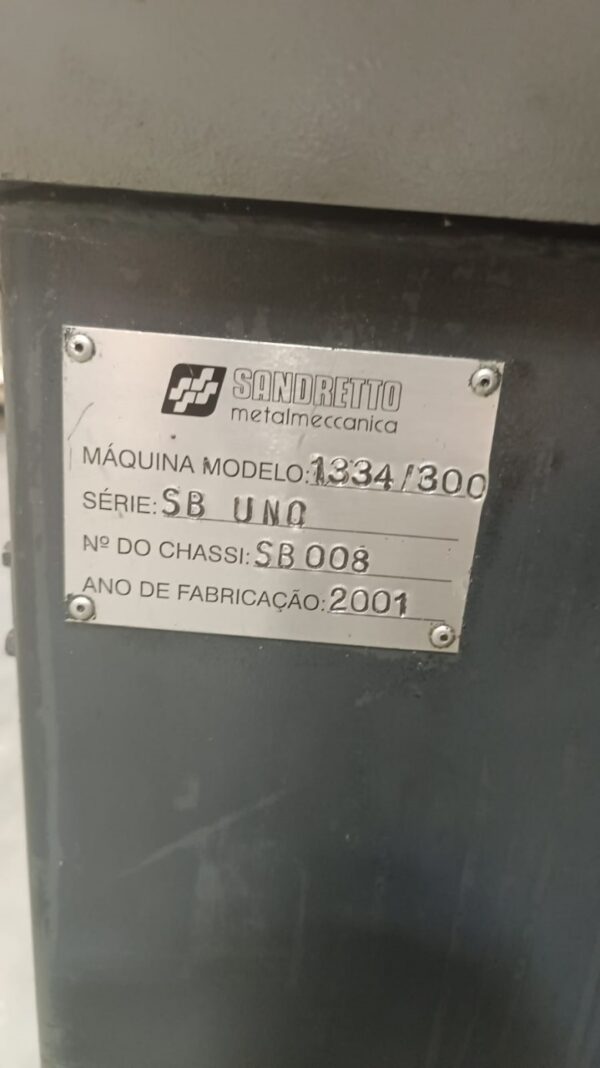 SANDRETTO
metalmeccanica
MÁQUINA MODELO: 1334/300
SÉRIE: SB UNO
Nº DO CHASSI: SB 008
ANO DE FABRICAÇÃO: 2001